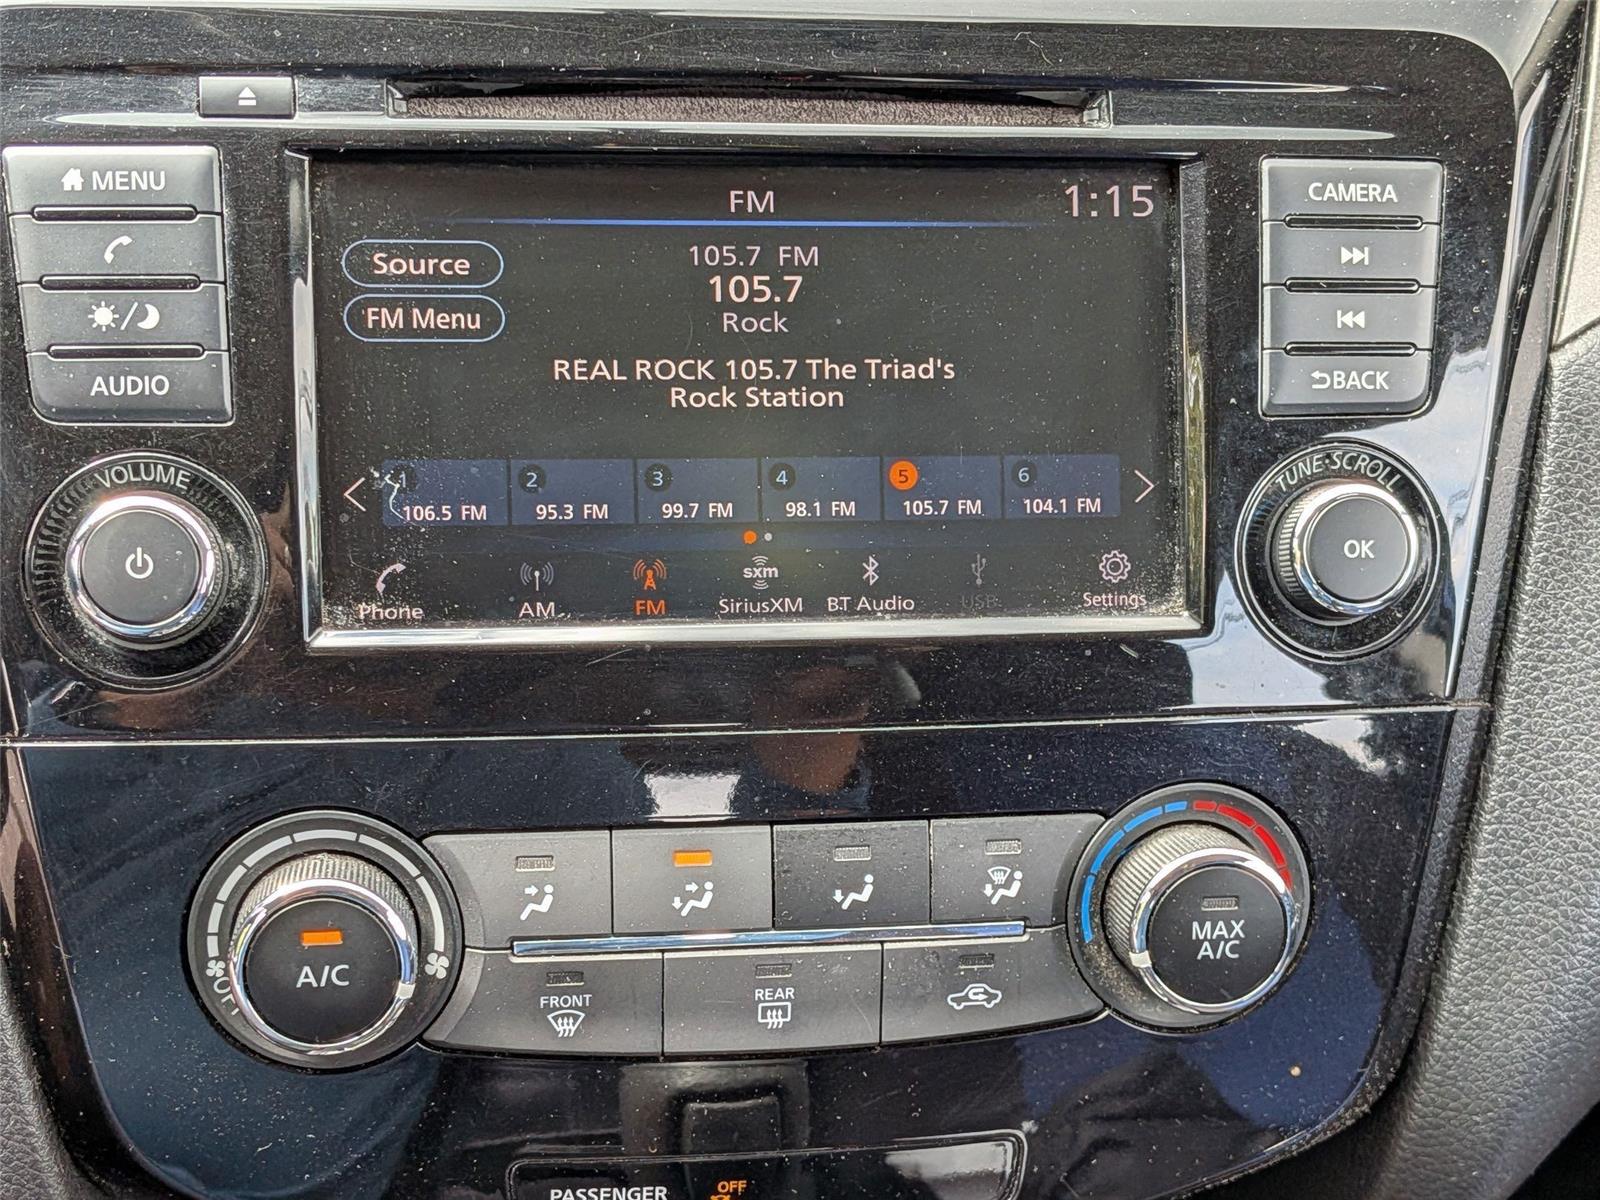 MENU
AUDIO
VOLUME
FM
1:15
Source
FM Menu
105.7 FM
105.7
Rock
REAL ROCK 105.7 The Triad's
Rock Station
1
2
3
4
5
6
106.5 FM
95.3 FM
99.7 FM
98.1 FM
105.7 FM
104.1 FM
Phone
AM
FM
sxm
SiriusXM
BT Audio
USB
Settings
CAMERA
BACK
TUNE·SCROLL
OK
A/C
OFF
FRONT
REAR
MAX
A/C
PASSENGER
OFF